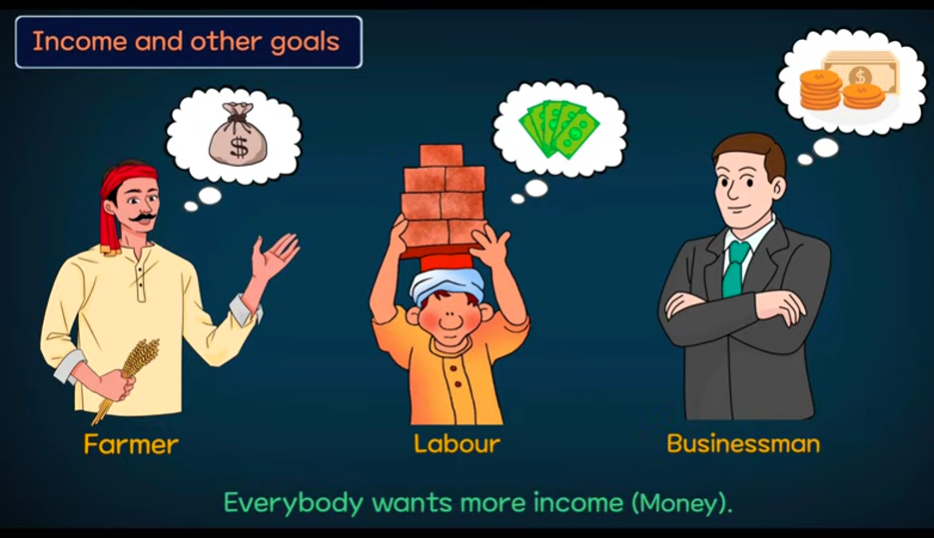 Income and other goals
$
$
$
Farmer
Labour
Businessman
Everybody wants more income (Money).